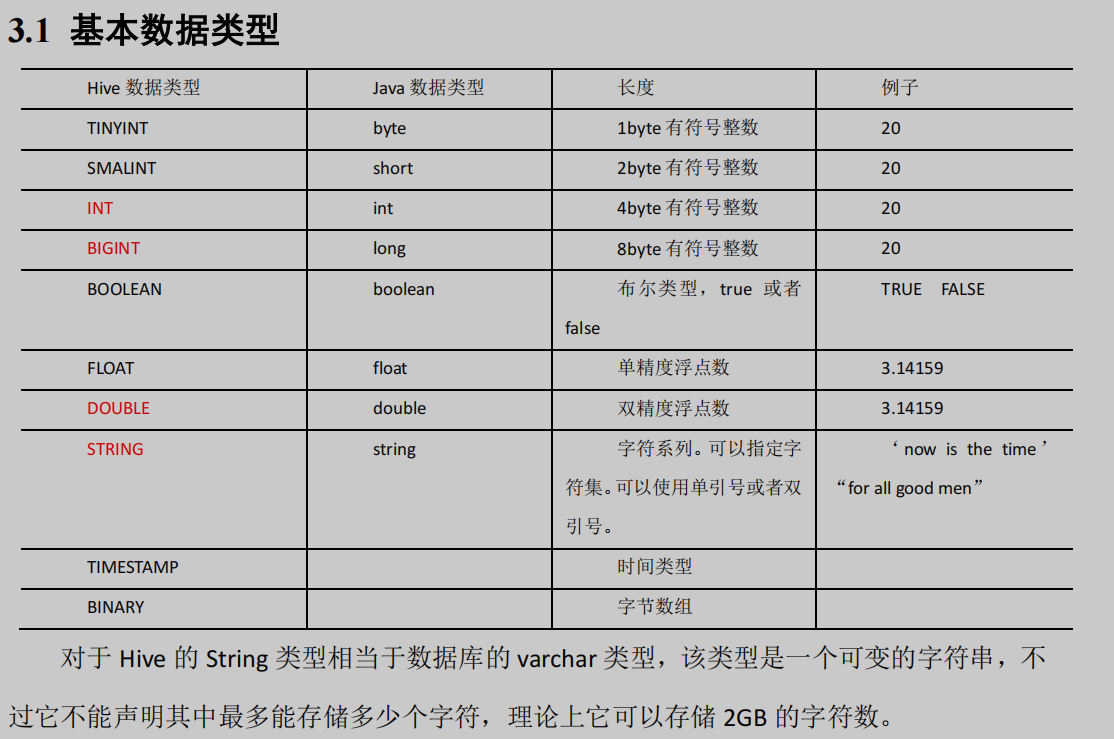 3.1 基本数据类型
Hive 数据类型 Java 数据类型 长度 例子
TINYINT byte 1byte 有符号整数 20
SMALINT short 2byte 有符号整数 20
INT int 4byte 有符号整数 20
BIGINT long 8byte 有符号整数 20
BOOLEAN boolean 布尔类型，true 或者 TRUE FALSE
false
FLOAT float 单精度浮点数 3.14159
DOUBLE double 双精度浮点数 3.14159
STRING string 字符系列。可以指定字 ‘ now is the time ’
符集。可以使用单引号或者双 “for all good men”
引号。
TIMESTAMP 时间类型
BINARY 字节数组
对于 Hive 的 String 类型相当于数据库的 varchar 类型，该类型是一个可变的字符串，不
过它不能声明其中最多能存储多少个字符，理论上它可以存储 2GB 的字符数。